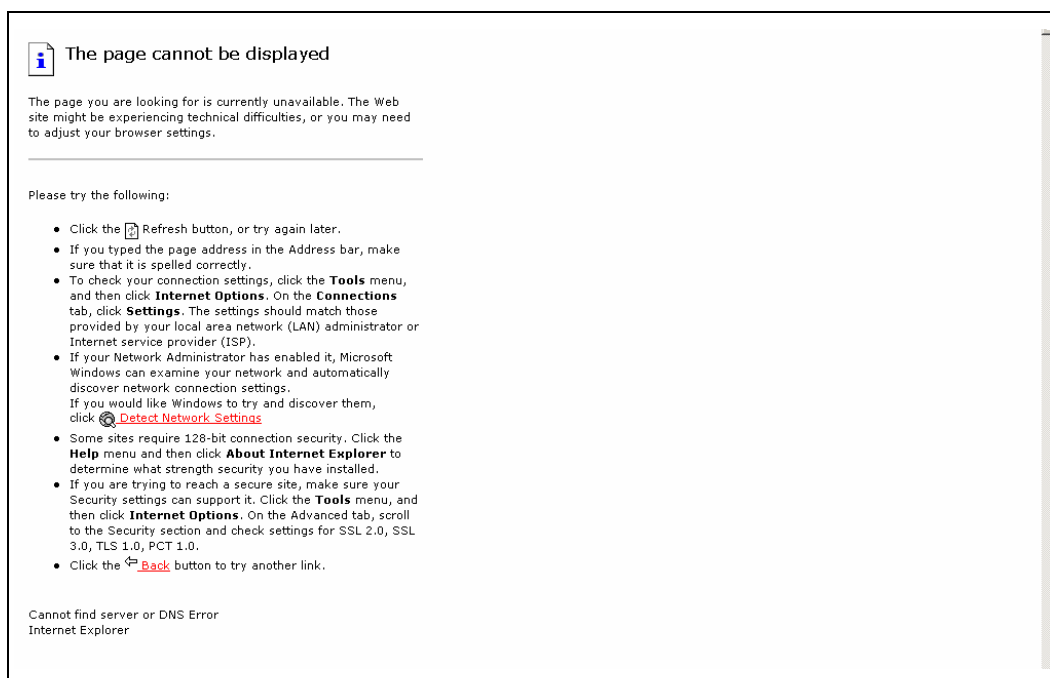 The page cannot be displayed
The page you are looking for is currently unavailable. The Web
site might be experiencing technical difficulties, or you may need
to adjust your browser settings.
Please try the following:
Click the Refresh button, or try again later.
If you typed the page address in the Address bar, make
sure that it is spelled correctly.
To check your connection settings, click the Tools menu,
and then click Internet Options. On the Connections
tab, click Settings. The settings should match those
provided by your local area network (LAN) administrator or
Internet service provider (ISP).
If your Network Administrator has enabled it, Microsoft
Windows can examine your network and automatically
discover network connection settings.
If you would like Windows to try and discover them,
click Detect Network Settings
Some sites require 128-bit connection security. Click the
Help menu and then click About Internet Explorer to
determine what strength security you have installed.
If you are trying to reach a secure site, make sure your
Security settings can support it. Click the Tools menu, and
then click Internet Options. On the Advanced tab, scroll
to the Security section and check settings for SSL 2.0, SSL
3.0, TLS 1.0, PCT 1.0.
Click the Back button to try another link.
Cannot find server or DNS Error
Internet Explorer